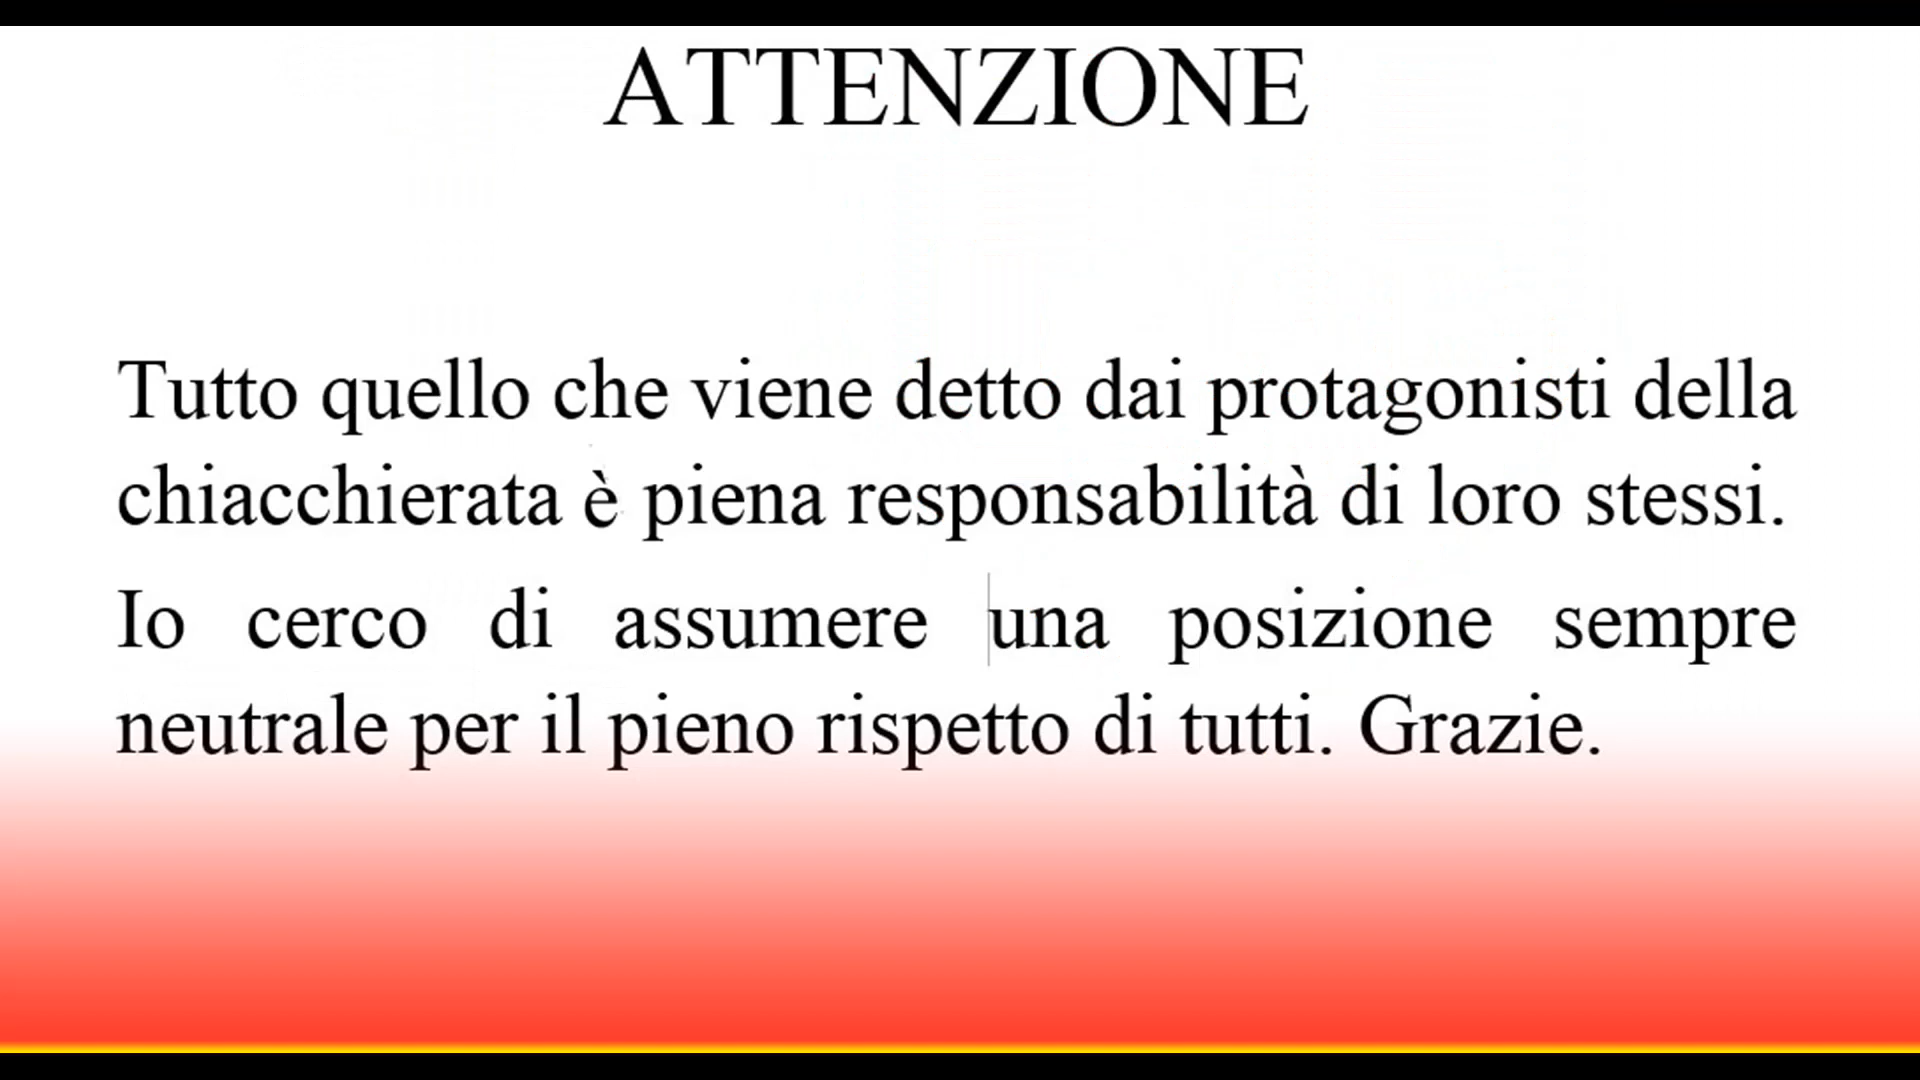 ATTENZIONE
Tutto quello che viene detto dai protagonisti della
chiacchierata è piena responsabilità di loro stessi.
Io cerco di assumere una posizione sempre
neutrale per il pieno rispetto di tutti. Grazie.